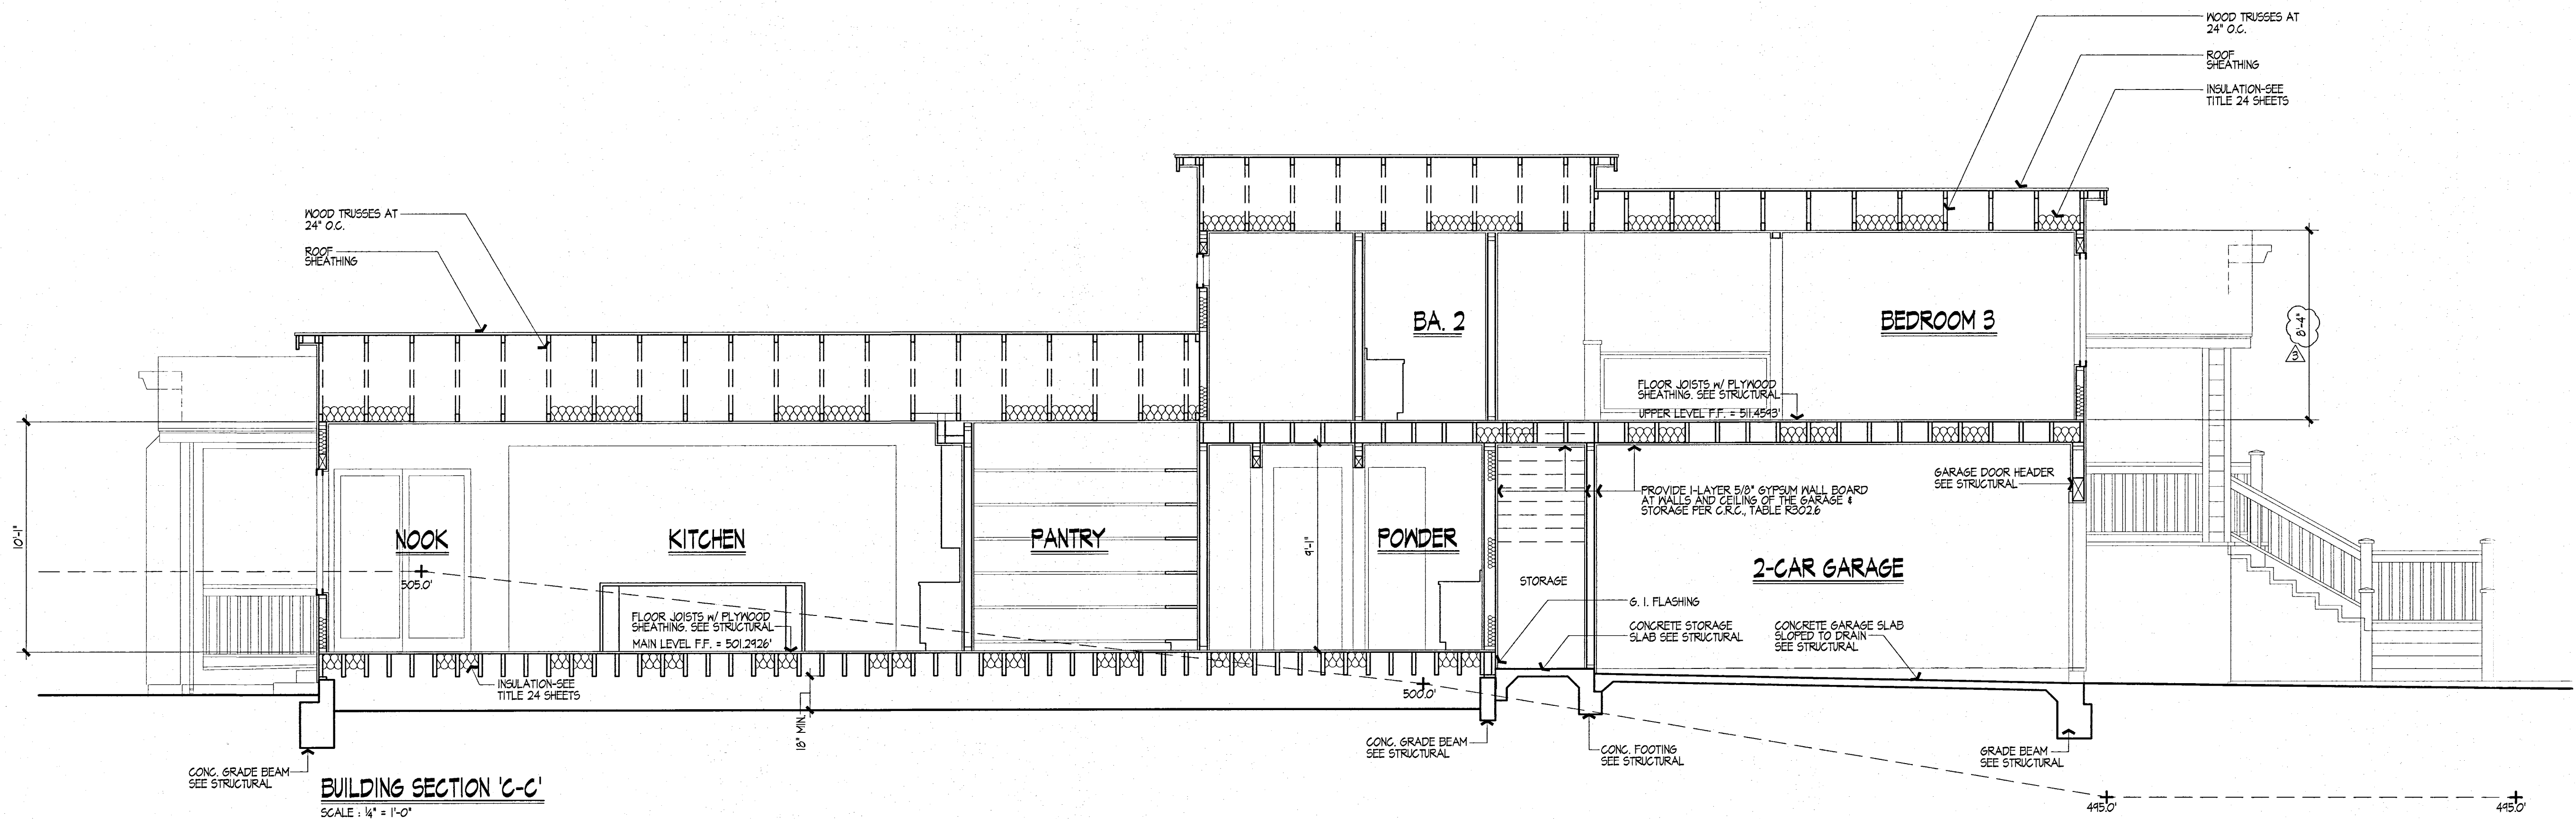 WOOD TRUSSES AT
24" O.C.
ROOF
SHEATHING
INSULATION-SEE
TITLE 24 SHEETS
WOOD TRUSSES AT
24" O.C.
ROOF
SHEATHING
BA. 2
BEDROOM 3
8'-4"
3
FLOOR JOISTS w/ PLYWOOD
SHEATHING. SEE STRUCTURAL
UPPER LEVEL F.F. = 511.4593'
GARAGE DOOR HEADER
SEE STRUCTURAL
PROVIDE 1-LAYER 5/8" GYPSUM WALL BOARD
AT WALLS AND CEILING OF THE GARAGE &
STORAGE PER C.R.C., TABLE R302.6
10'-1"
NOOK
KITCHEN
PANTRY
9'-1"
POWDER
2-CAR GARAGE
505.0'
STORAGE
G. I. FLASHING
FLOOR JOISTS w/ PLYWOOD
SHEATHING. SEE STRUCTURAL
MAIN LEVEL F.F. = 501.2926'
CONCRETE STORAGE
SLAB SEE STRUCTURAL
CONCRETE GARAGE SLAB
SLOPED TO DRAIN
SEE STRUCTURAL
INSULATION-SEE
TITLE 24 SHEETS
500.0'
18" MIN.
CONC. GRADE BEAM
SEE STRUCTURAL
CONC. GRADE BEAM
SEE STRUCTURAL
CONC. FOOTING
SEE STRUCTURAL
GRADE BEAM
SEE STRUCTURAL
BUILDING SECTION 'C-C'
SCALE : 1/4" = 1'-0"
495.0'
495.0'